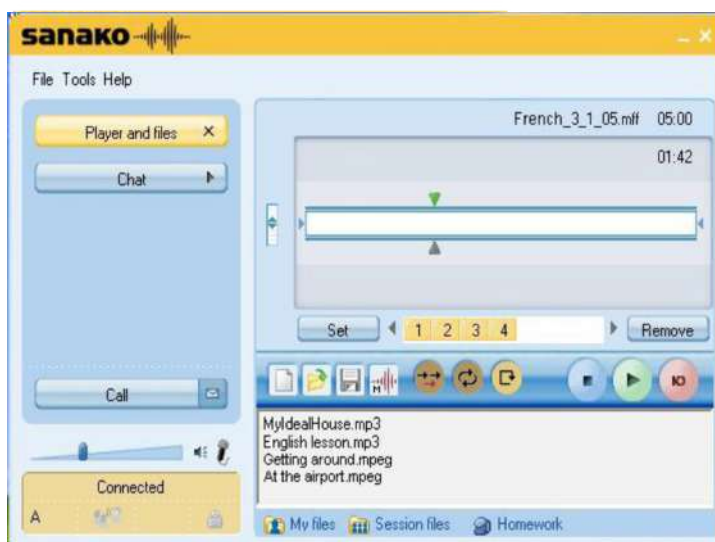 sanako
File Tools Help
Player and files
Chat
Call
Connected
A
French_3_1_05.mff 05:00
01:42
Set 1 2 3 4 Remove
M
MyIdealHouse.mp3
English lesson.mp3
Getting around.mpeg
At the airport.mpeg
My files Session files Homework